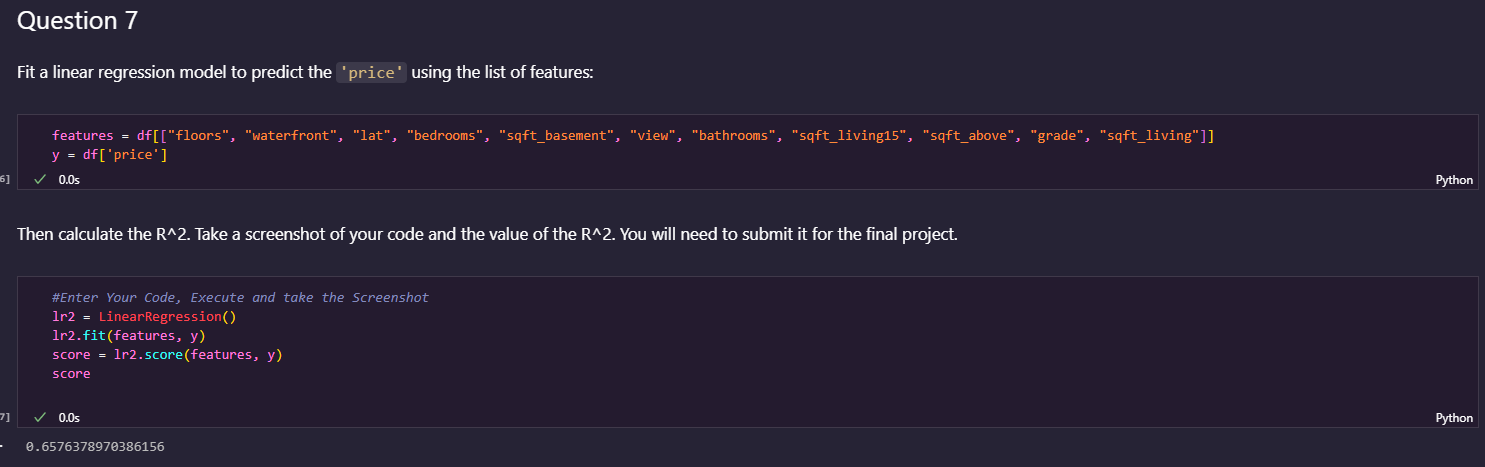 Question 7
Fit a linear regression model to predict the 'price' using the list of features:
features = df[["floors", "waterfront", "lat", "bedrooms", "sqft_basement", "view", "bathrooms", "sqft_living15", "sqft_above", "grade", "sqft_living"]]
y = df['price']
6] ✓ 0.0s Python
Then calculate the R^2. Take a screenshot of your code and the value of the R^2. You will need to submit it for the final project.
#Enter Your Code, Execute and take the Screenshot
lr2 = LinearRegression()
lr2.fit(features, y)
score = lr2.score(features, y)
score
7] ✓ 0.0s Python
0.6576378970386156